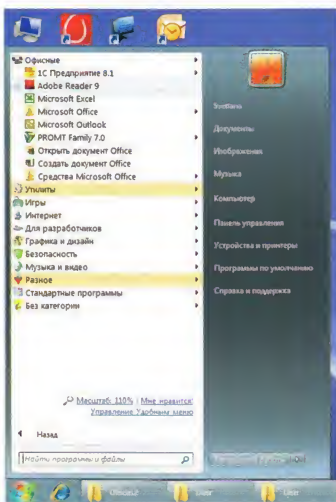 Офисные
1С Предприятие 8.1
Adobe Reader 9
Microsoft Excel
Microsoft Office
Microsoft Outlook
PROMT Family 7.0
Открыть документ Office
Создать документ Office
Средства Microsoft Office
Утилиты
Игры
Интернет
Для разработчиков
Графика и дизайн
Безопасность
Музыка и видео
Разное
Стандартные программы
Без категории
Масштаб: 110% | Мне нравится:
Управление Удобным меню
Назад
Найти программы и файлы
Svetlana
Документы
Изображения
Музыка
Компьютер
Панель управления
Устройства и принтеры
Программы по умолчанию
Справка и поддержка